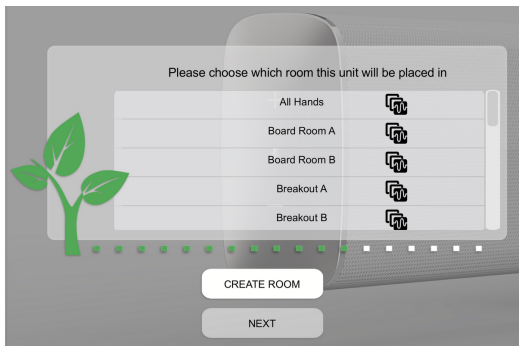 Please choose which room this unit will be placed in
All Hands
Board Room A
Board Room B
Breakout A
Breakout B
CREATE ROOM
NEXT